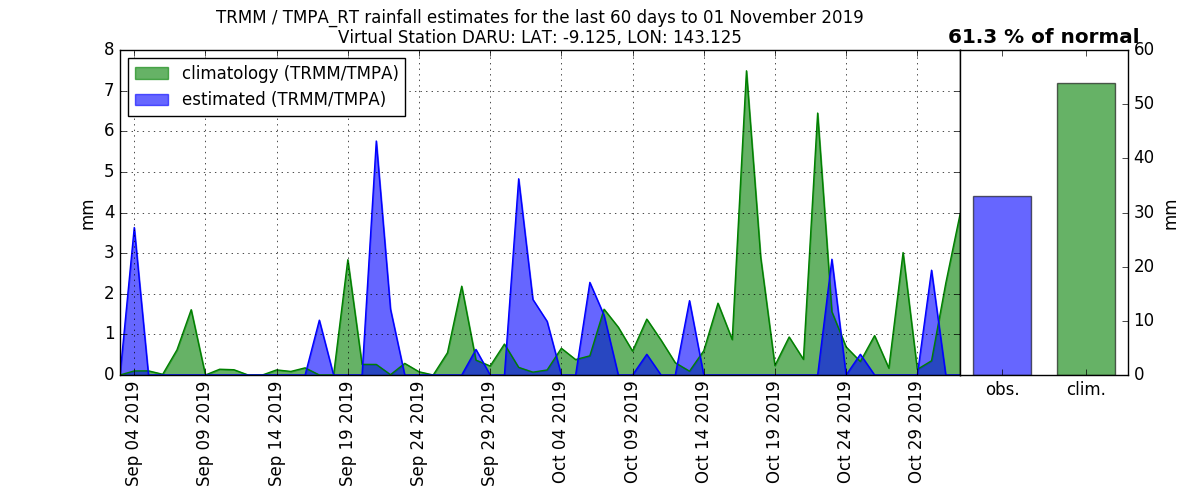 TRMM / TMPA_RT rainfall estimates for the last 60 days to 01 November 2019
Virtual Station DARU: LAT: -9.125, LON: 143.125
61.3 % of normal
climatology (TRMM/TMPA)
estimated (TRMM/TMPA)
8
7
6
5
4
3
2
1
0
mm
Sep 04 2019
Sep 09 2019
Sep 14 2019
Sep 19 2019
Sep 24 2019
Sep 29 2019
Oct 04 2019
Oct 09 2019
Oct 14 2019
Oct 19 2019
Oct 24 2019
Oct 29 2019
obs.
clim.
60
50
40
30
20
10
0
mm